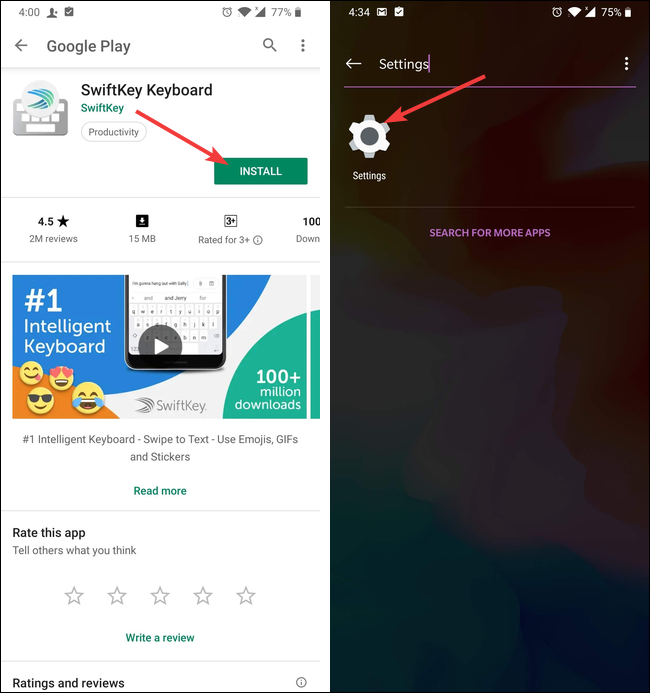 4:00
77%
Google Play
SwiftKey Keyboard
SwiftKey
Productivity
INSTALL
4.5
2M reviews
15 MB
3+
Rated for 3+
100
Down
#1
Intelligent
Keyboard
I'm gonna hang out with Sally
and
and Jerry
for
q w e r t y u i o p
SwiftKey
100+
million
downloads
#1 Intelligent Keyboard - Swipe to Text - Use Emojis, GIFs
and Stickers
Read more
Rate this app
Tell others what you think
Write a review
Ratings and reviews
4:34
75%
Settings
Settings
SEARCH FOR MORE APPS